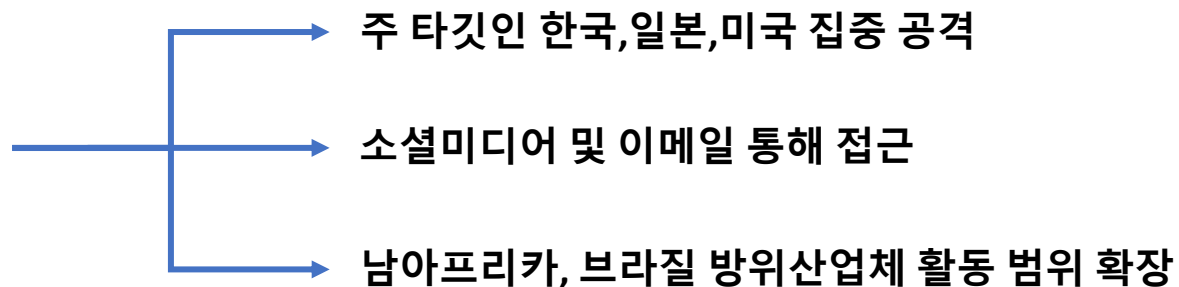 주 타깃인 한국,일본,미국 집중 공격
소셜미디어 및 이메일 통해 접근
남아프리카, 브라질 방위산업체 활동 범위 확장